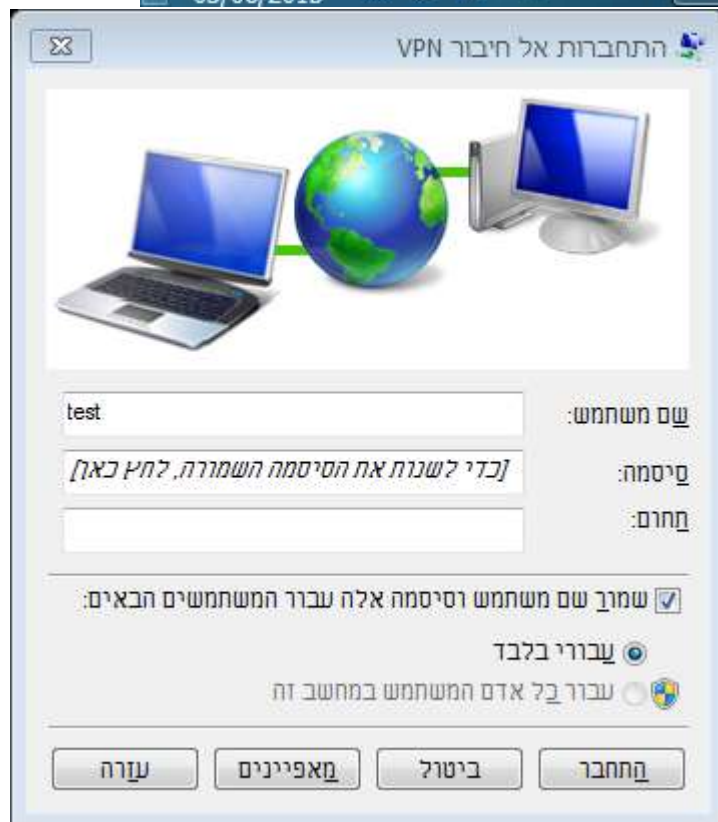 התחברות אל חיבור VPN
שם משתמש:
test
סיסמה:
[כדי לשנות את הסיסמה השמורה, לחץ כאן]
תחום:
שמור שם משתמש וסיסמה אלה עבור המשתמשים הבאים:
עבורי בלבד
עבור כל אדם המשתמש במחשב זה
התחבר
ביטול
מאפיינים
עזרה